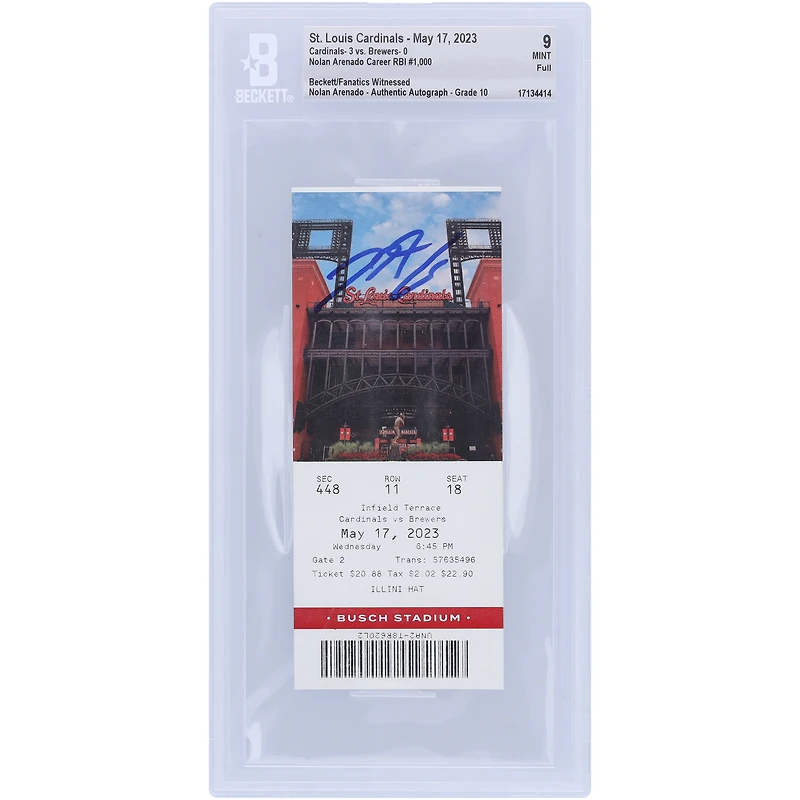 St. Louis Cardinals - May 17, 2023
Cardinals- 3 vs. Brewers- 0
Nolan Arenado Career RBI #1,000
Beckett/Fanatics Witnessed
Nolan Arenado - Authentic Autograph - Grade 10
9
MINT
Full
17134414
B
BECKETT®
St. Louis Cardinals
SEC ROW SEAT
448 11 18
Infield Terrace
Cardinals vs Brewers
May 17, 2023
Wednesday 6:45 PM
Gate 2 Trans: 57635496
Ticket $20.88 Tax $2.02 $22.90
ILLINI HAT
· BUSCH STADIUM ·